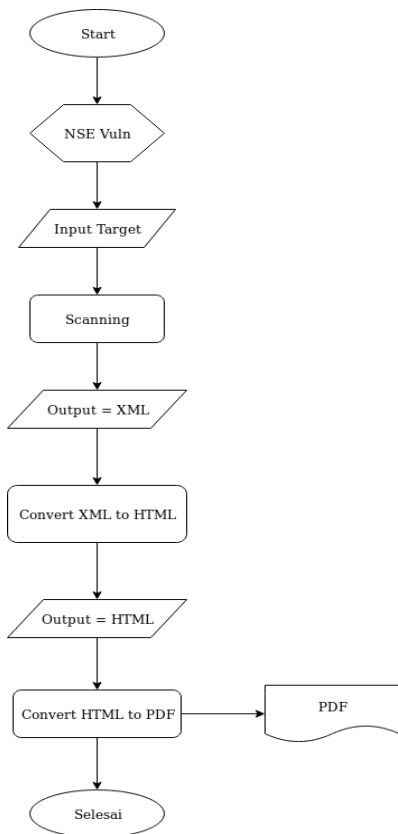 Start
NSE Vuln
Input Target
Scanning
Output = XML
Convert XML to HTML
Output = HTML
Convert HTML to PDF
PDF
Selesai